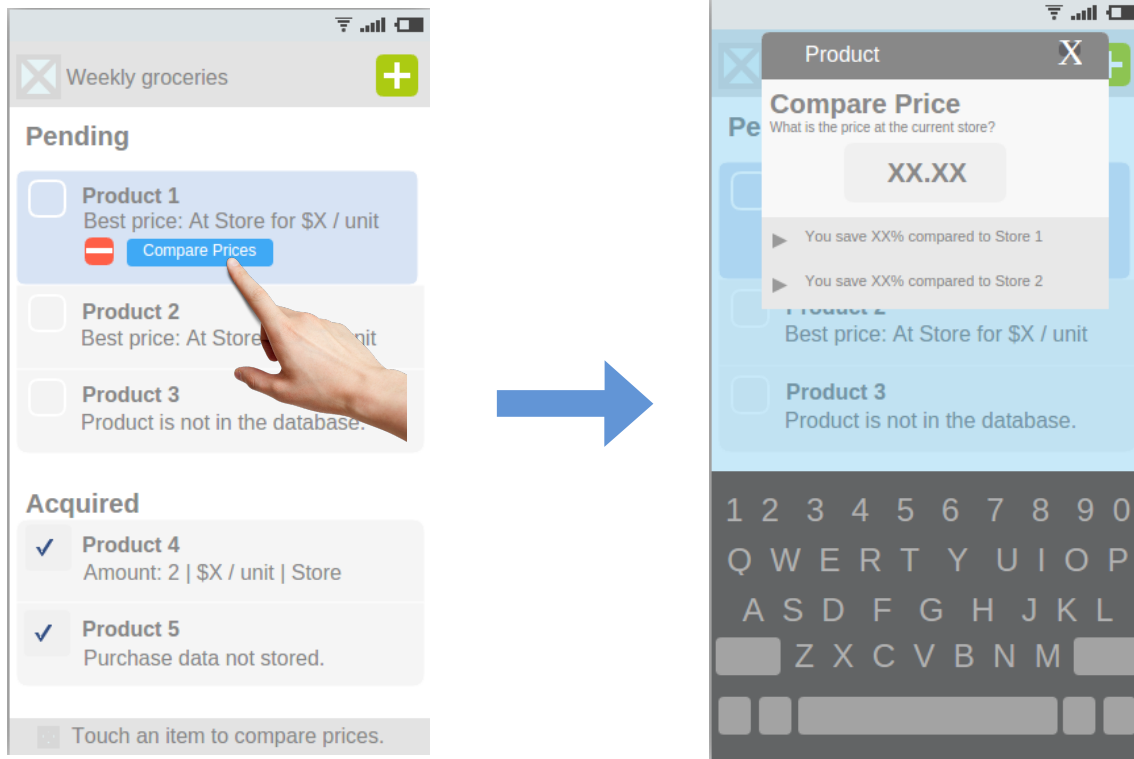 Weekly groceries
Pending
Product 1
Best price: At Store for $X / unit
Compare Prices
Product 2
Best price: At Store
Product 3
Product is not in the database.
Acquired
Product 4
Amount: 2 | $X / unit | Store
Product 5
Purchase data not stored.
Touch an item to compare prices.
Product X
Compare Price
What is the price at the current store?
XX.XX
You save XX% compared to Store 1
You save XX% compared to Store 2
Best price: At Store for $X / unit
Product 3
Product is not in the database.
1 2 3 4 5 6 7 8 9 0
Q W E R T Y U I O P
A S D F G H J K L
Z X C V B N M